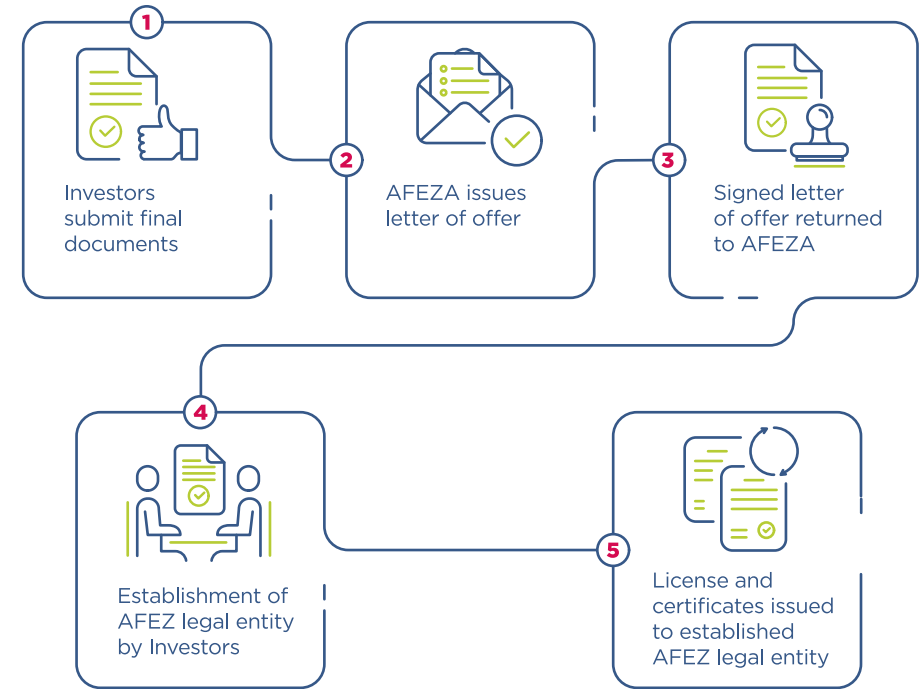 1
Investors
submit final
documents
2
AFEZA issues
letter of offer
3
Signed letter
of offer returned
to AFEZA
4
Establishment of
AFEZ legal entity
by Investors
5
License and
certificates issued
to established
AFEZ legal entity